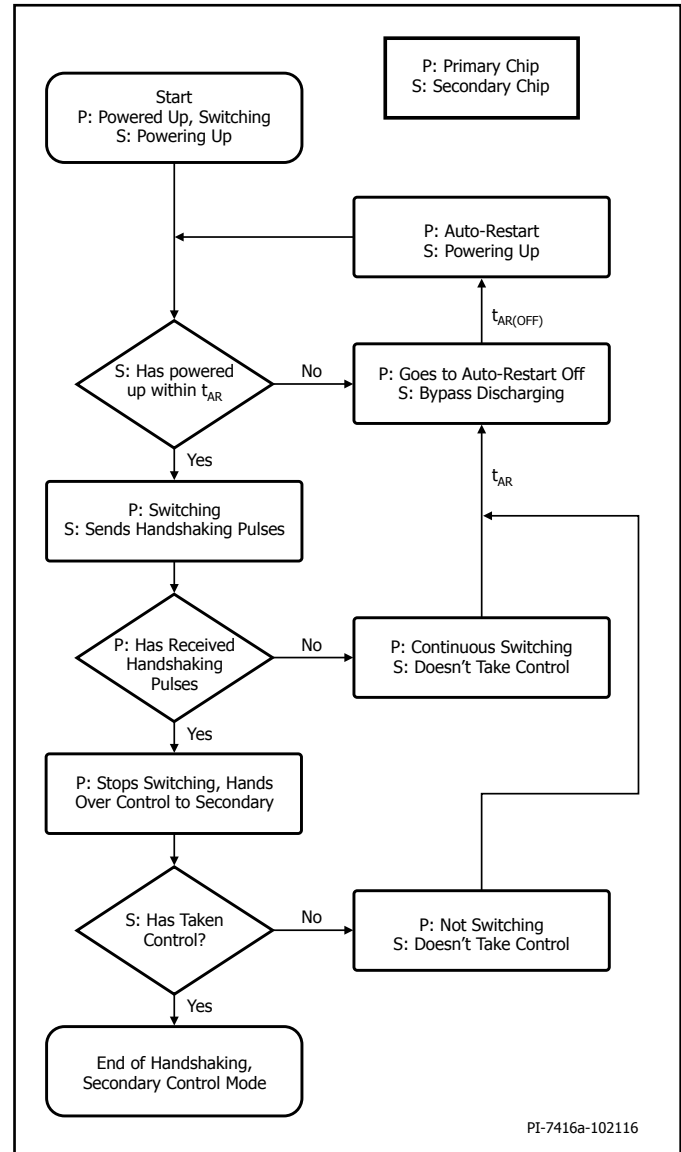 P: Primary Chip
S: Secondary Chip
Start
P: Powered Up, Switching
S: Powering Up
P: Auto-Restart
S: Powering Up
tAR(OFF)
S: Has powered
up within tAR
No
P: Goes to Auto-Restart Off
S: Bypass Discharging
Yes
tAR
P: Switching
S: Sends Handshaking Pulses
P: Has Received
Handshaking
Pulses
No
P: Continuous Switching
S: Doesn't Take Control
Yes
P: Stops Switching, Hands
Over Control to Secondary
S: Has Taken
Control?
No
P: Not Switching
S: Doesn't Take Control
Yes
End of Handshaking,
Secondary Control Mode
PI-7416a-102116